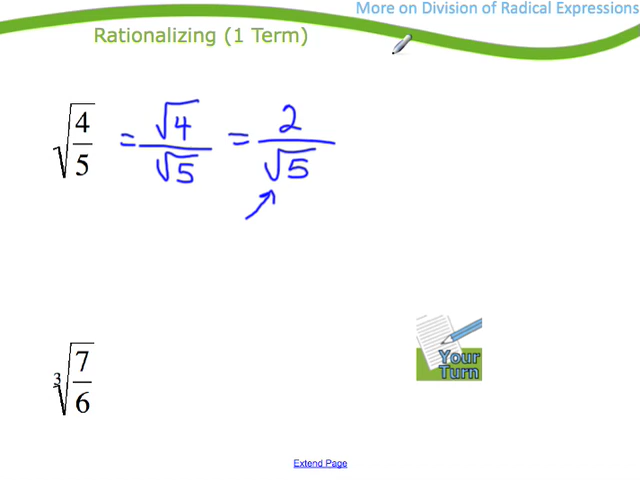 More on Division of Radical Expressions
Rationalizing (1 Term)
√(4/5) = √4/√5 = 2/√5
∛(7/6)
Your
Turn
Extend Page